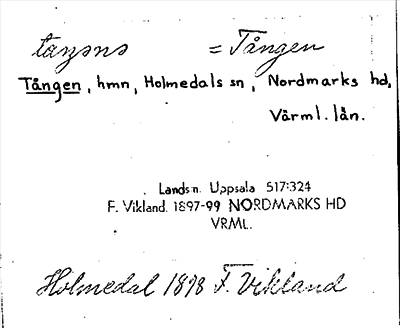 taŋəns = Tången
Tången, hmn, Holmedals sn, Nordmarks hd,
Värml. län.
Landsm. Uppsala 517:324
F. Vikland. 1897-99 NORDMARKS HD
VRML.
Holmedal 1898 F. Vikland